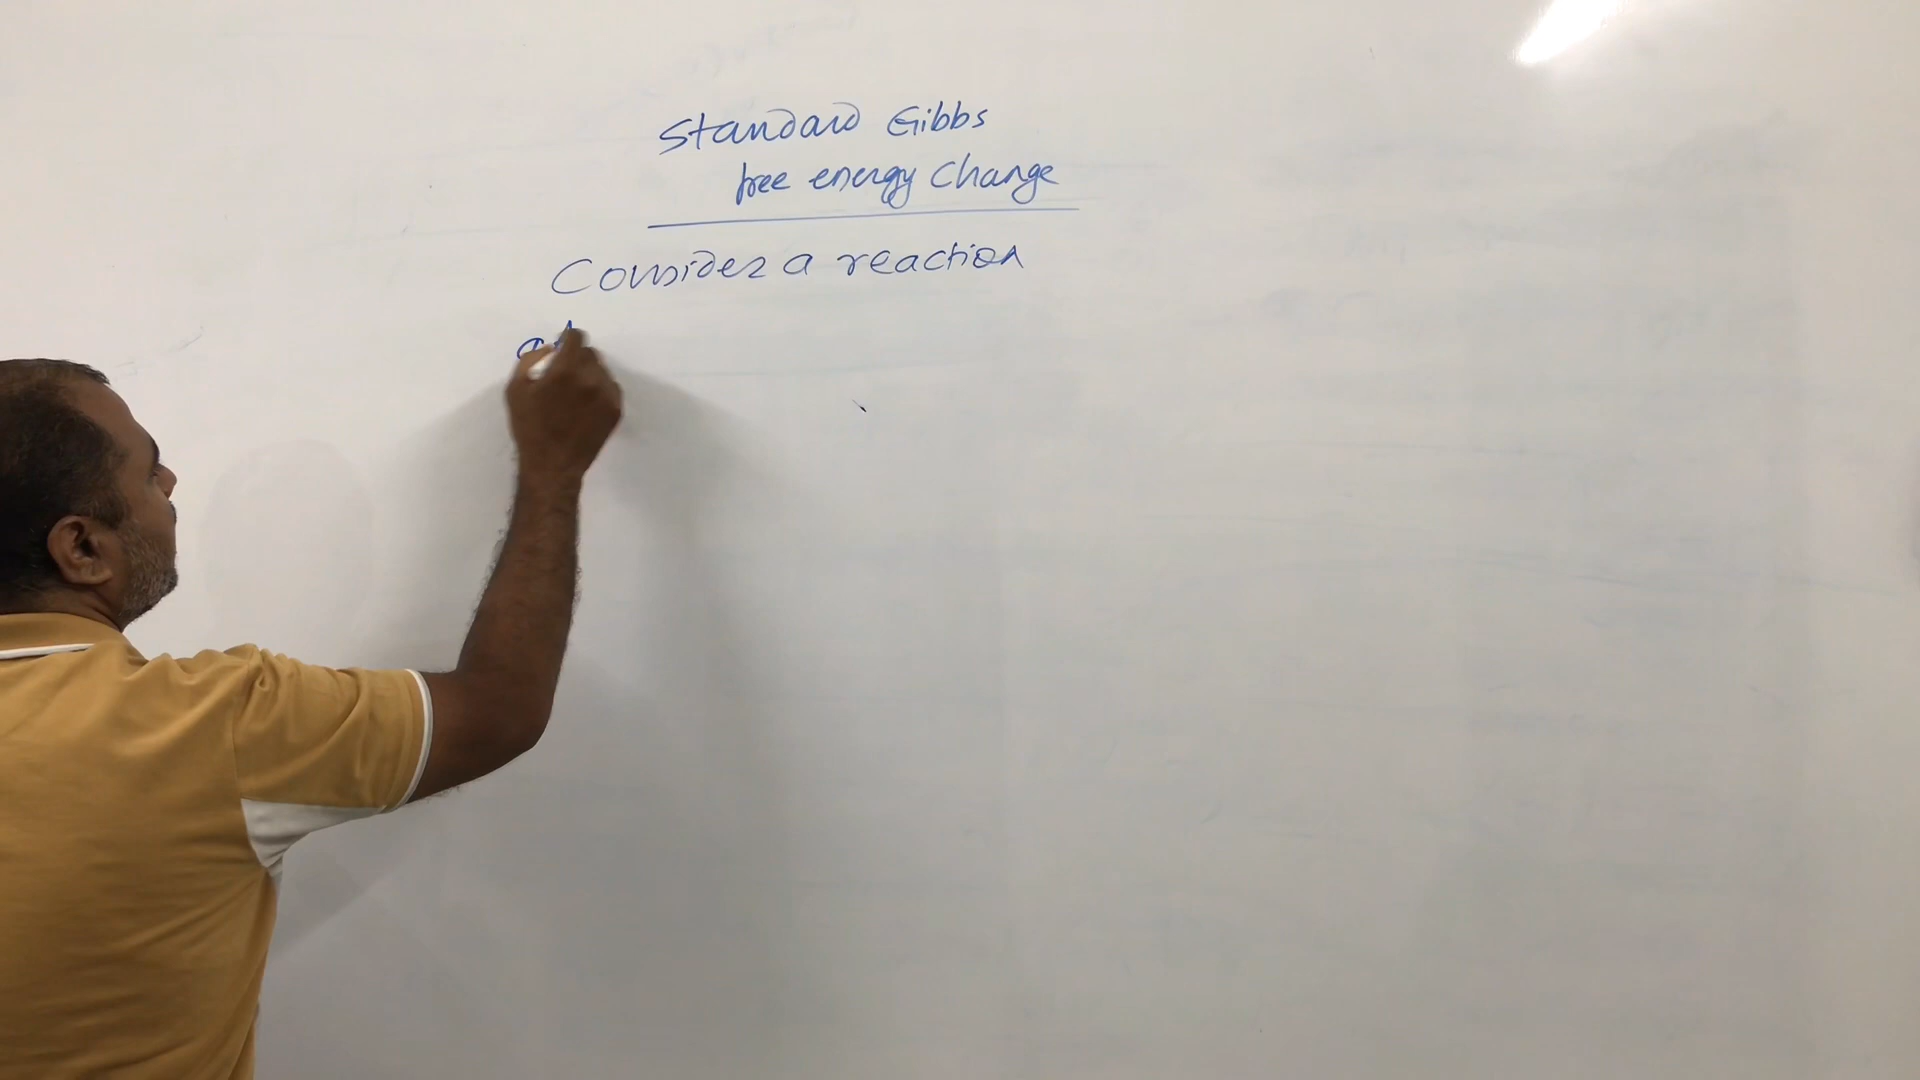 Standard Gibbs
free energy change
Consider a reaction